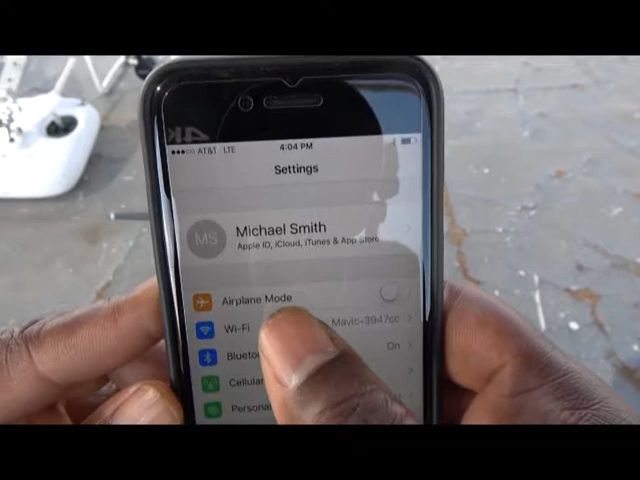 4K
AT&T LTE 4:04 PM
Settings
MS
Michael Smith
Apple ID, iCloud, iTunes & App Store
Airplane Mode
Wi-Fi Mavic-3947cc
On